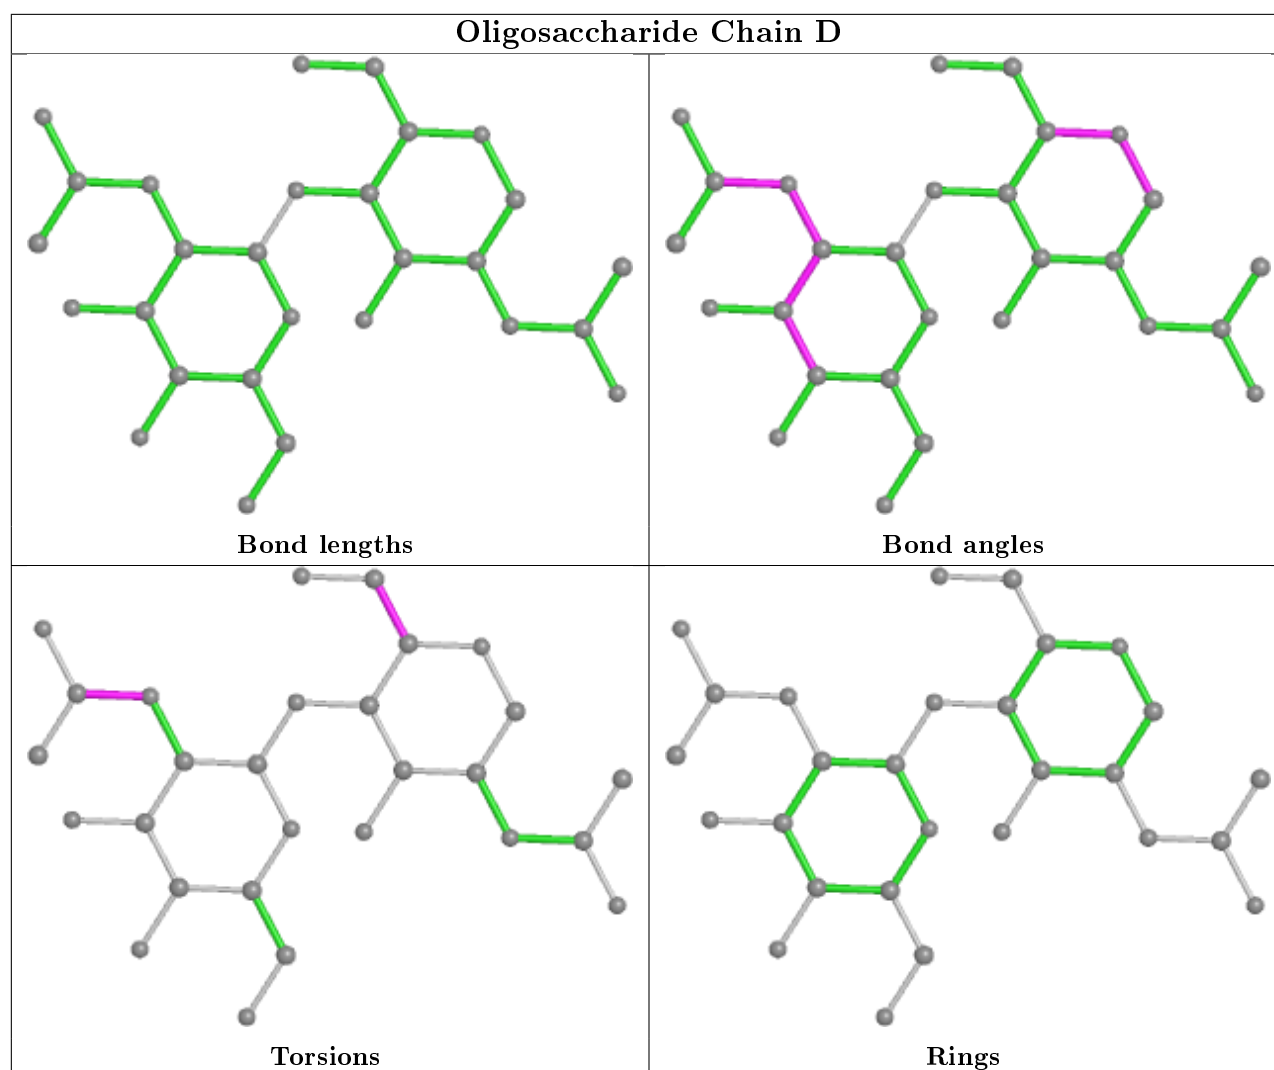 Oligosaccharide Chain D
Bond lengths
Bond angles
Torsions
Rings